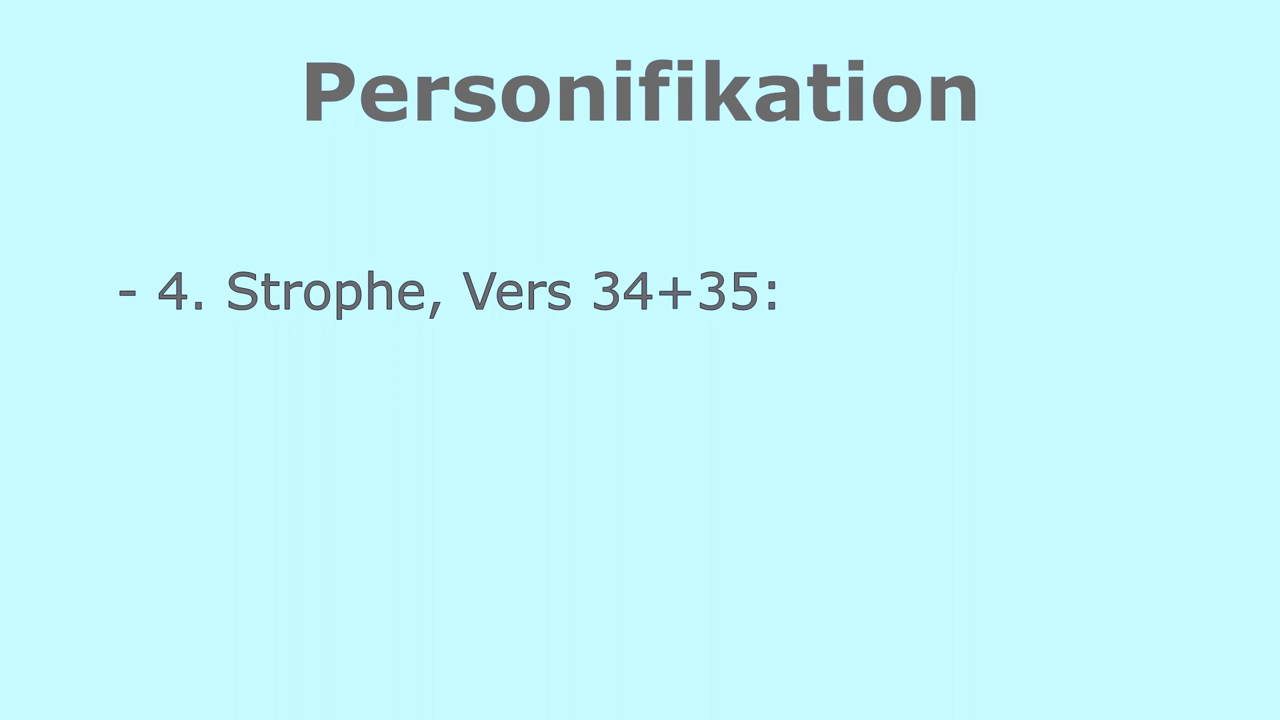 Personifikation
- 4. Strophe, Vers 34+35: